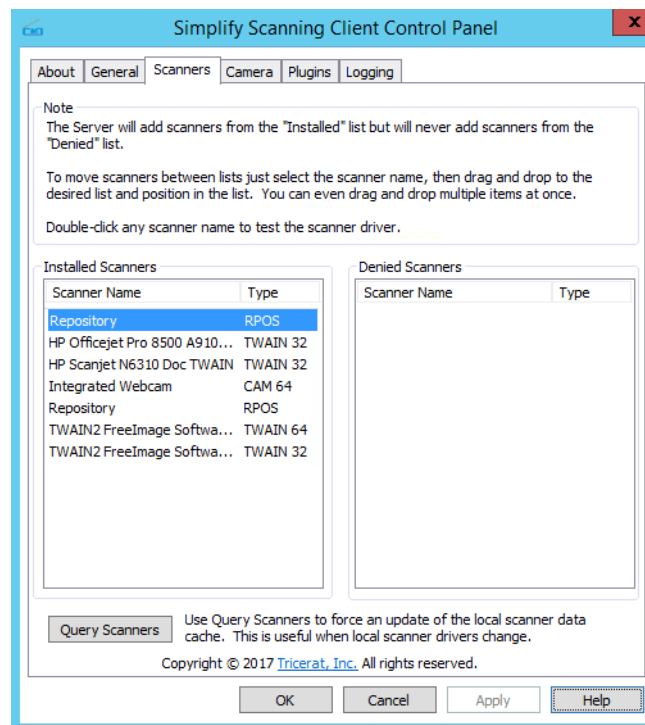 Simplify Scanning Client Control Panel
x
About General Scanners Camera Plugins Logging
Note
The Server will add scanners from the "Installed" list but will never add scanners from the
"Denied" list.
To move scanners between lists just select the scanner name, then drag and drop to the
desired list and position in the list. You can even drag and drop multiple items at once.
Double-click any scanner name to test the scanner driver.
Installed Scanners
Scanner Name Type
Repository RPOS
HP Officejet Pro 8500 A910... TWAIN 32
HP Scanjet N6310 Doc TWAIN TWAIN 32
Integrated Webcam CAM 64
Repository RPOS
TWAIN2 FreeImage Softwa... TWAIN 64
TWAIN2 FreeImage Softwa... TWAIN 32
Denied Scanners
Scanner Name Type
Query Scanners
Use Query Scanners to force an update of the local scanner data
cache. This is useful when local scanner drivers change.
Copyright © 2017 Tricerat, Inc. All rights reserved.
OK Cancel Apply Help